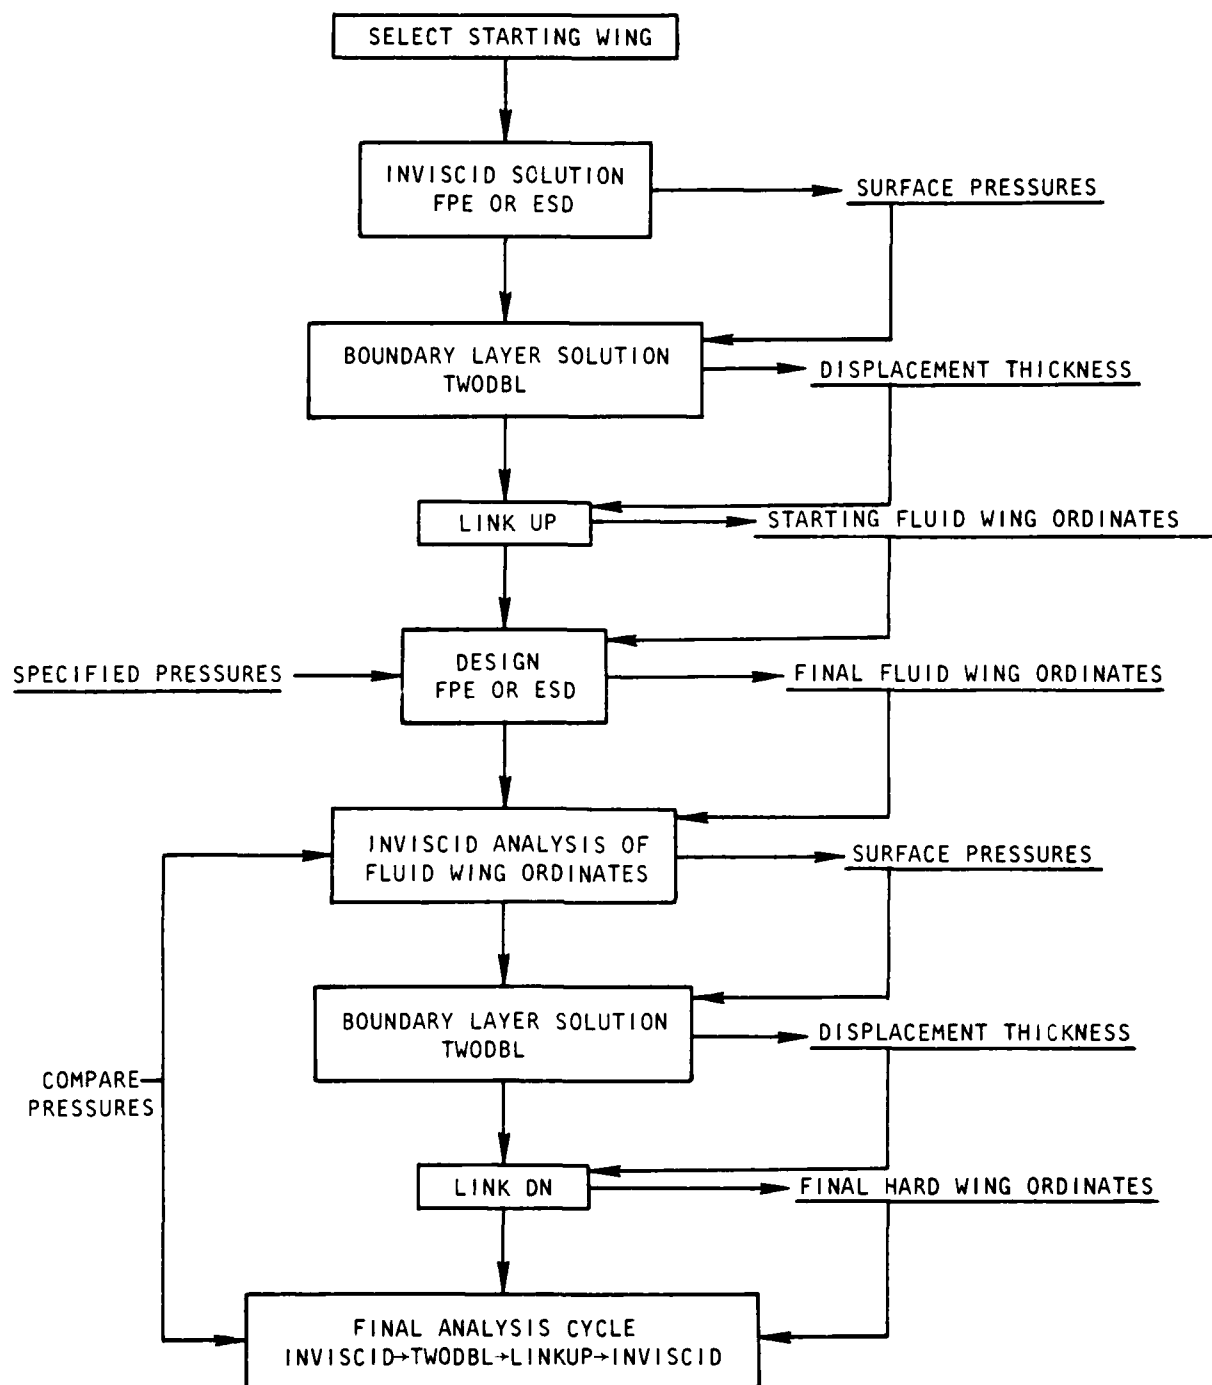 SELECT STARTING WING
INVISCID SOLUTION
FPE OR ESD
SURFACE PRESSURES
BOUNDARY LAYER SOLUTION
TWODBL
DISPLACEMENT THICKNESS
LINK UP
STARTING FLUID WING ORDINATES
SPECIFIED PRESSURES
DESIGN
FPE OR ESD
FINAL FLUID WING ORDINATES
INVISCID ANALYSIS OF
FLUID WING ORDINATES
SURFACE PRESSURES
BOUNDARY LAYER SOLUTION
TWODBL
DISPLACEMENT THICKNESS
COMPARE
PRESSURES
LINK DN
FINAL HARD WING ORDINATES
FINAL ANALYSIS CYCLE
INVISCID→TWODBL→LINKUP→INVISCID